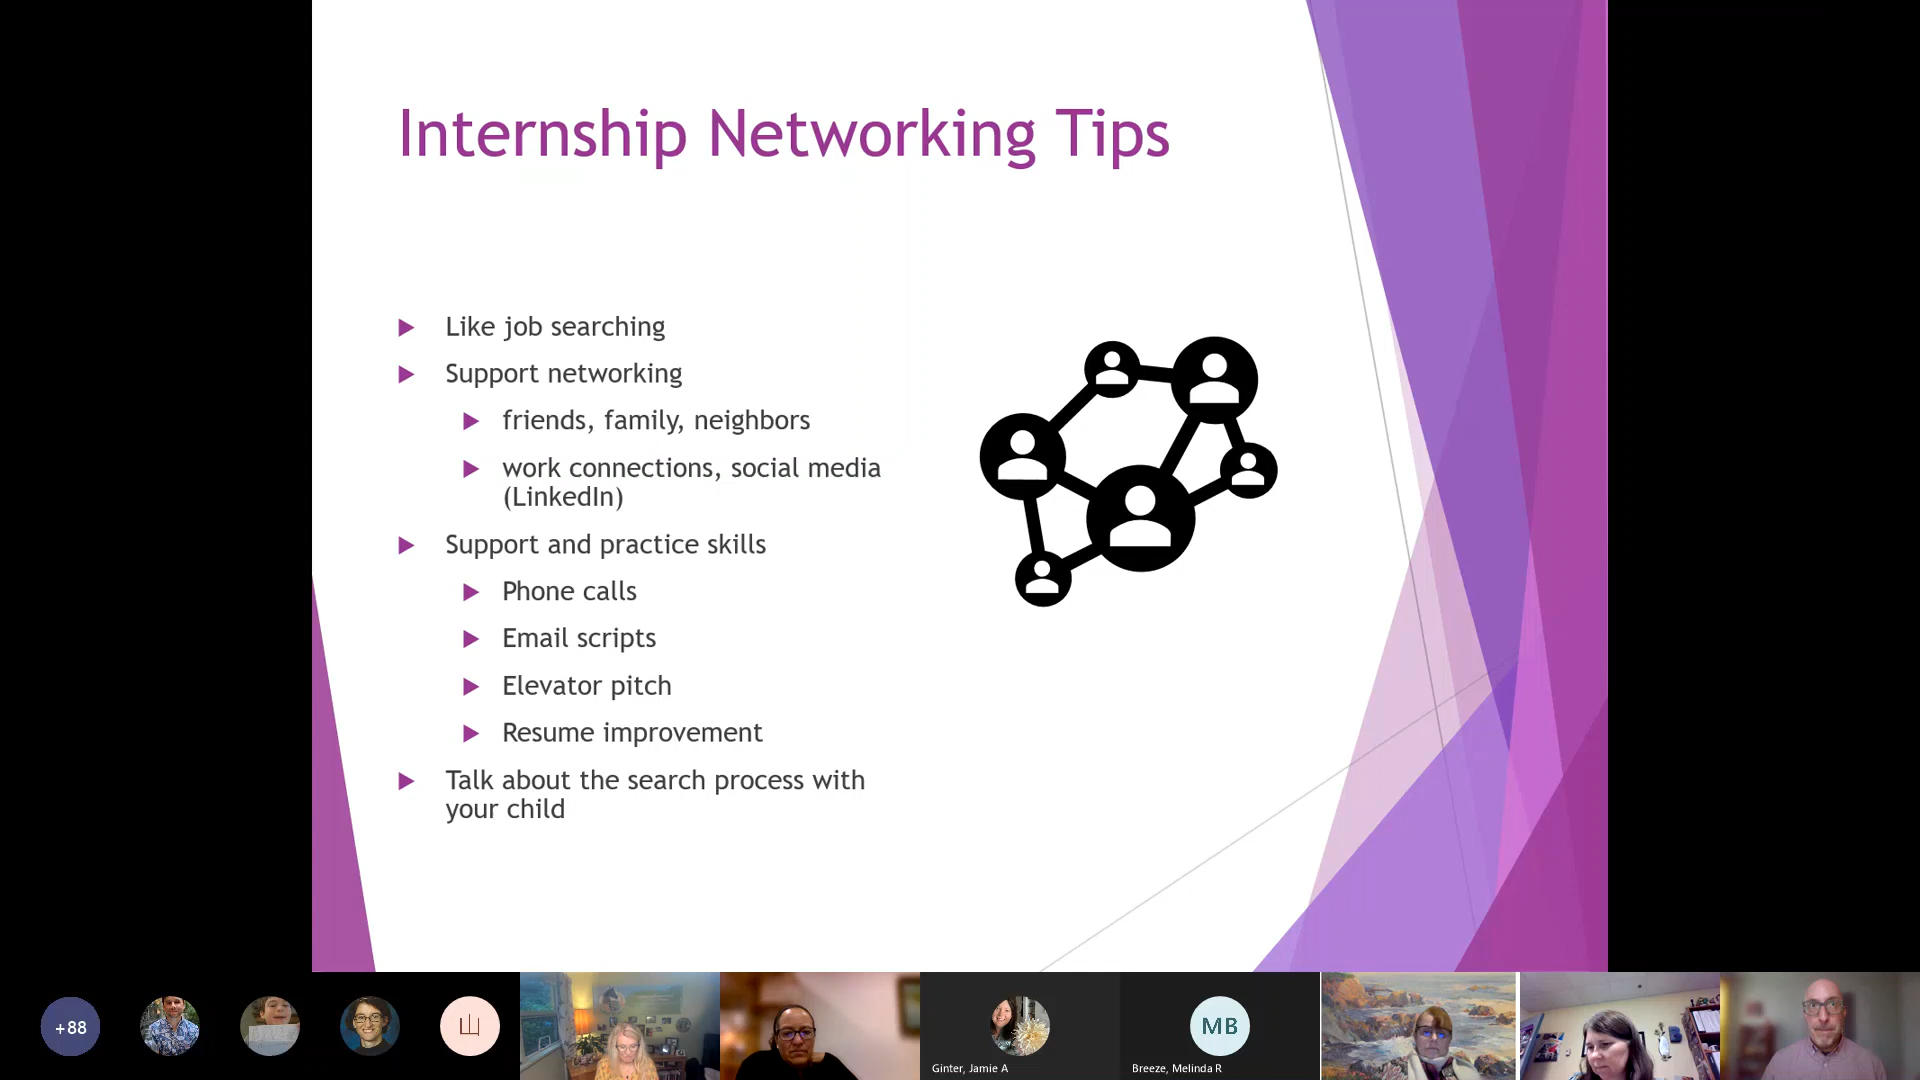 Internship Networking Tips
Like job searching
Support networking
friends, family, neighbors
work connections, social media
(LinkedIn)
Support and practice skills
Phone calls
Email scripts
Elevator pitch
Resume improvement
Talk about the search process with
your child
+88
Ш
MB
Ginter, Jamie A
Breeze, Melinda R